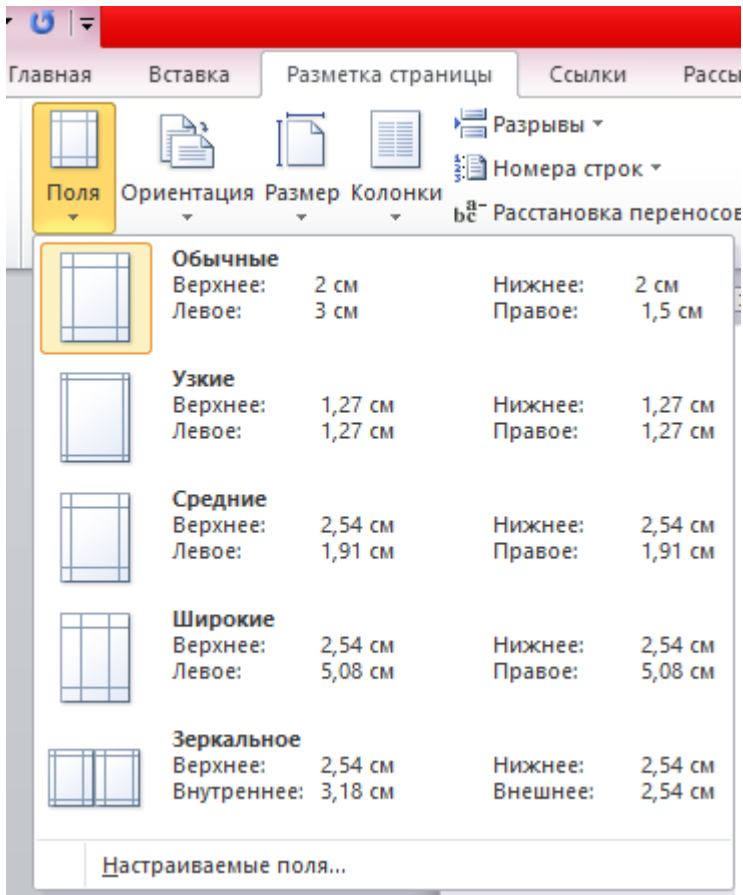 Главная Вставка Разметка страницы Ссылки Рассы
Поля Ориентация Размер Колонки
Разрывы
Номера строк
Расстановка переносов
Обычные
Верхнее: 2 см Нижнее: 2 см
Левое: 3 см Правое: 1,5 см
Узкие
Верхнее: 1,27 см Нижнее: 1,27 см
Левое: 1,27 см Правое: 1,27 см
Средние
Верхнее: 2,54 см Нижнее: 2,54 см
Левое: 1,91 см Правое: 1,91 см
Широкие
Верхнее: 2,54 см Нижнее: 2,54 см
Левое: 5,08 см Правое: 5,08 см
Зеркальное
Верхнее: 2,54 см Нижнее: 2,54 см
Внутреннее: 3,18 см Внешнее: 2,54 см
Настраиваемые поля...